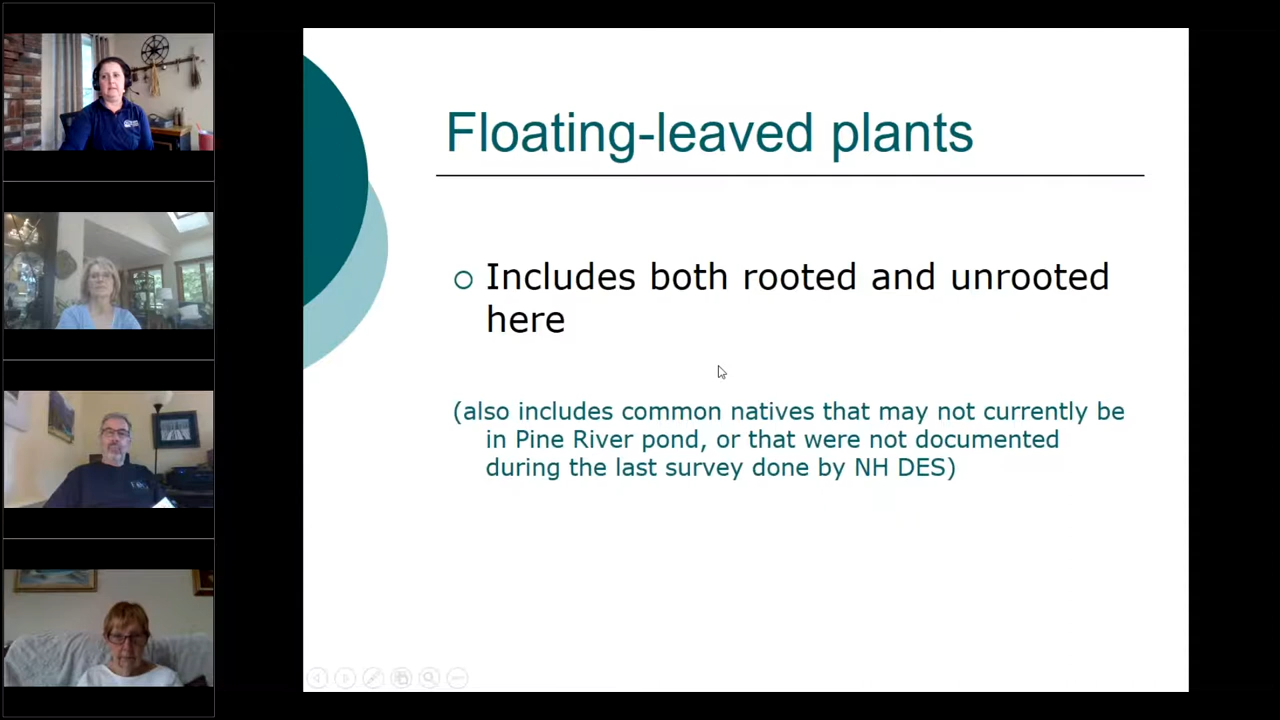 Floating-leaved plants
Includes both rooted and unrooted
here
(also includes common natives that may not currently be
in Pine River pond, or that were not documented
during the last survey done by NH DES)